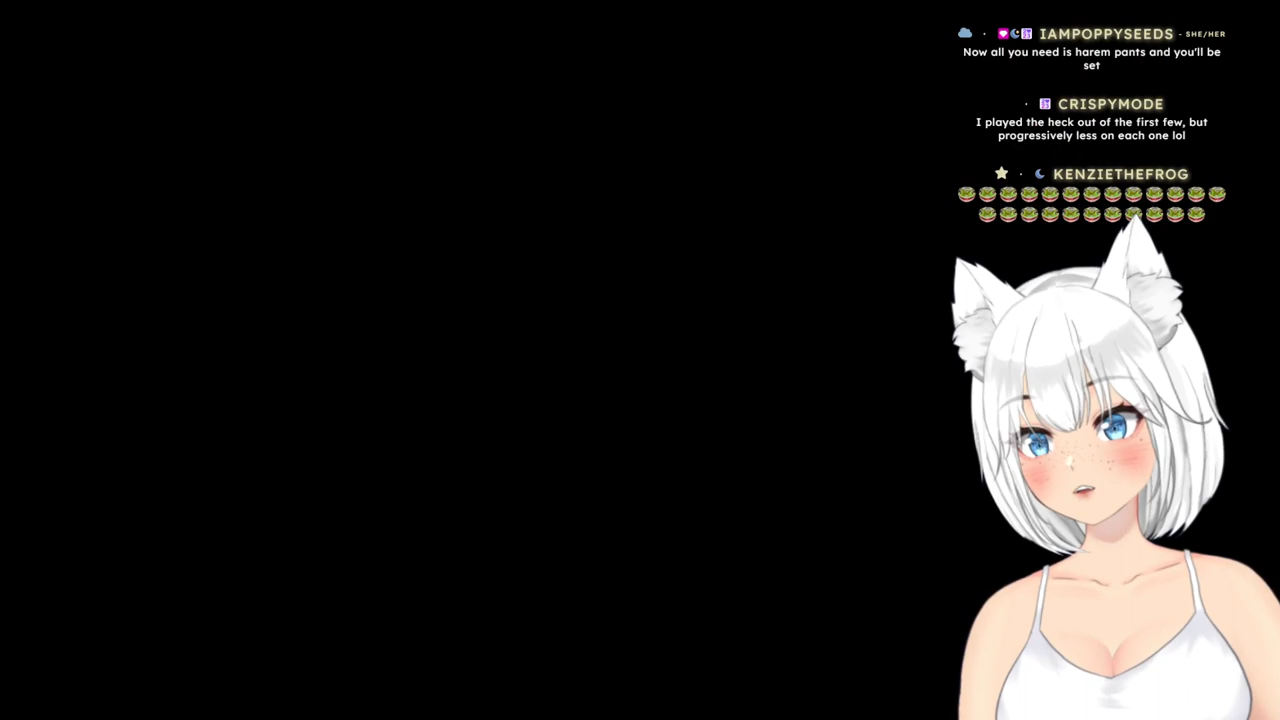 IAMPOPPYSEEDS - SHE/HER
Now all you need is harem pants and you'll be
set
CRISPYMODE
I played the heck out of the first few, but
progressively less on each one lol
KENZIETHEFROG